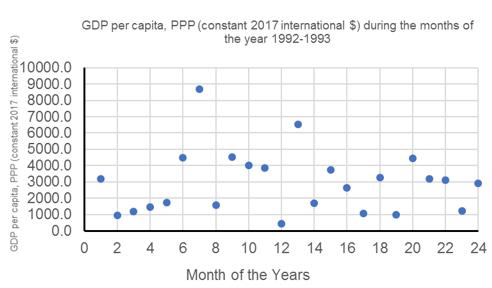 GDP per capita, PPP (constant 2017 international $) during the months of
the year 1992-1993
GDP per capita, PPP (constant 2017 international $)
10000.0
9000.0
8000.0
7000.0
6000.0
5000.0
4000.0
3000.0
2000.0
1000.0
0.0
0 2 4 6 8 10 12 14 16 18 20 22 24
Month of the Years